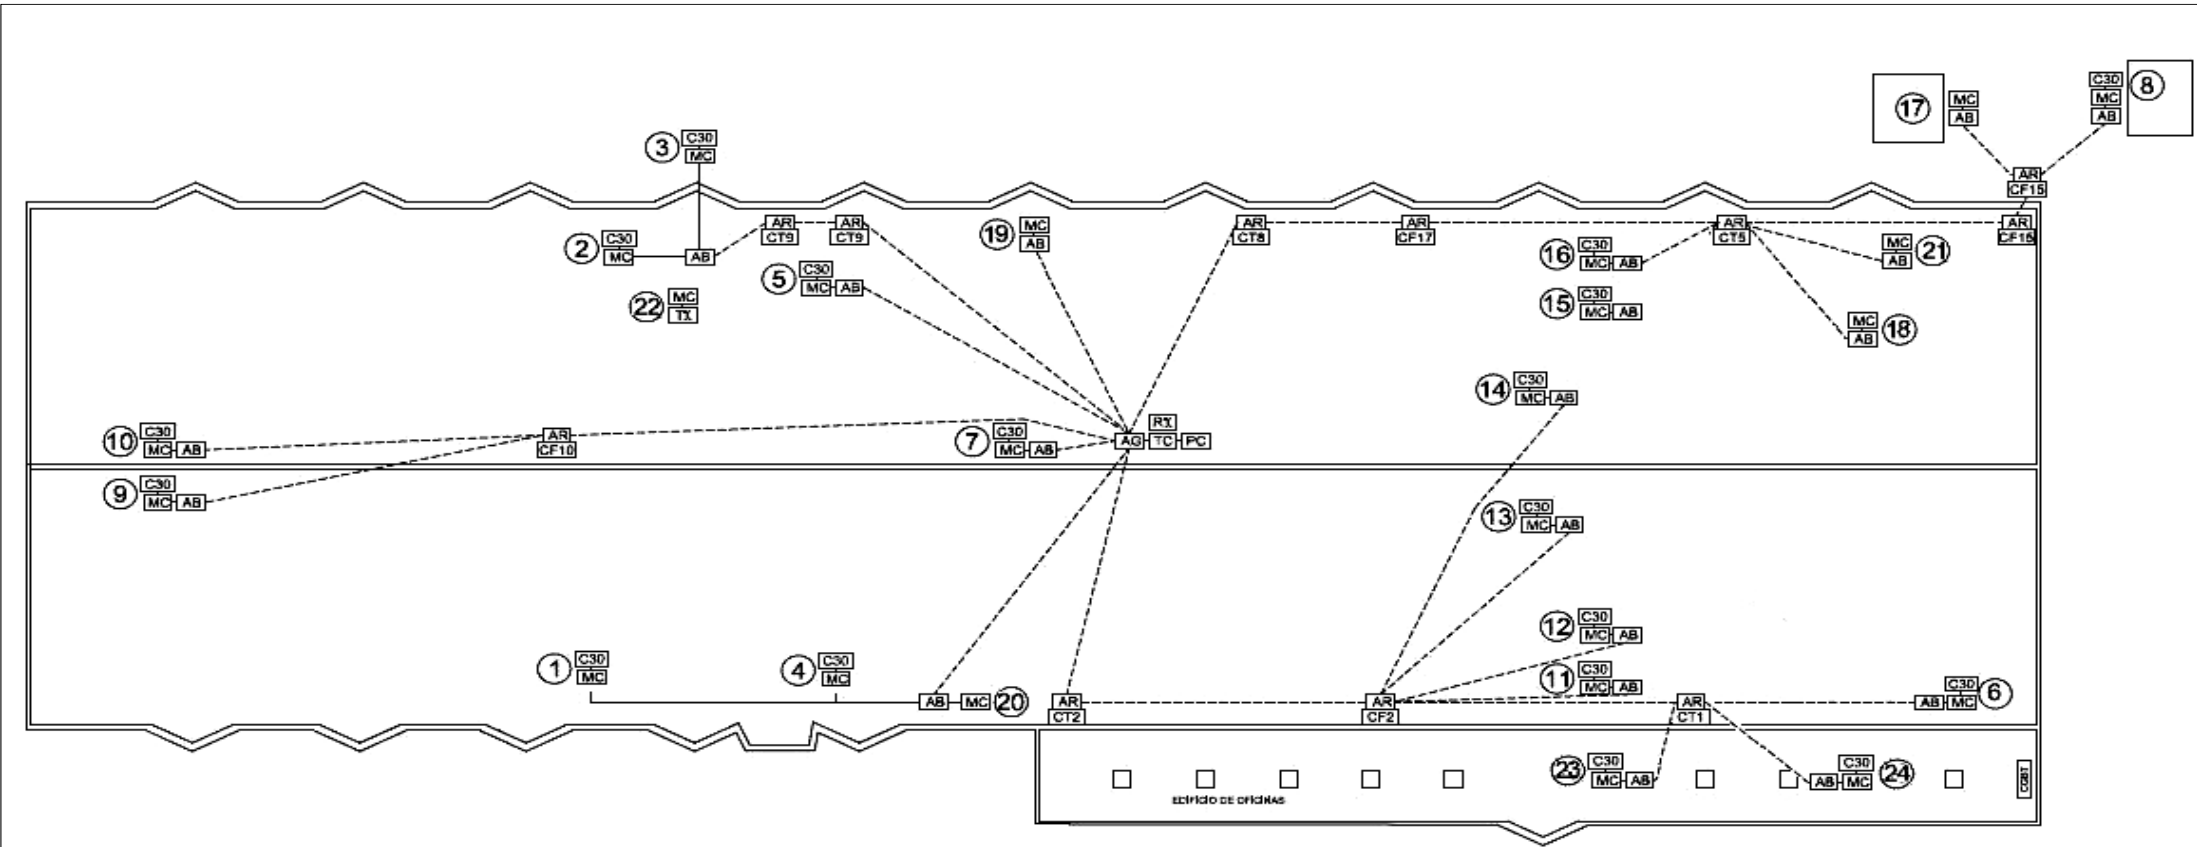 C30
8
MC
17
MC
AB
AB
C30
3
MC
AR
CF15
AR
AR
MC
AR
AR
AR
AR
CT9
CT9
19
AB
CT8
CF17
CT5
CF15
C30
2
MC
AB
C30
16
MC AB
MC
21
AB
C30
5
MC AB
MC
22
TX
C30
15
MC AB
MC
18
AB
C30
14
MC AB
C30
10
MC AB
AR
CF10
C30
7
MC AB
RX
AG TC PC
C30
9
MC AB
C30
13
MC AB
C30
12
MC AB
C30
1
MC
C30
4
MC
C30
11
MC AB
AB MC 20
AR
CT2
AR
CF2
AR
CT1
C30
AB MC
6
C30
23
MC AB
C30
AB MC
24
EDIFICIO DE OFICINAS
CGBT